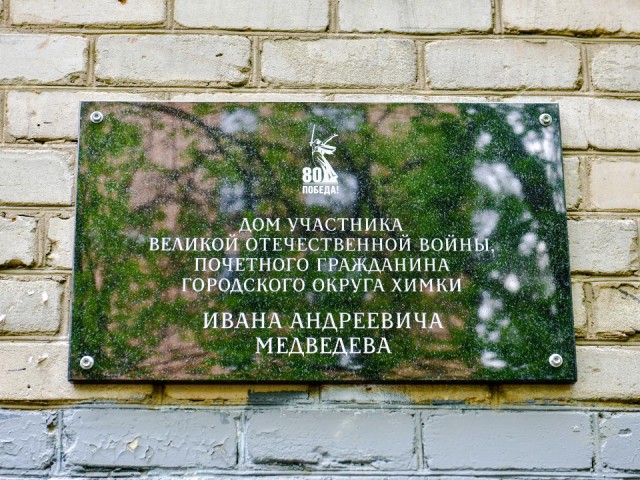 80
ПОБЕДА!
ДОМ УЧАСТНИКА
ВЕЛИКОЙ ОТЕЧЕСТВЕННОЙ ВОЙНЫ,
ПОЧЕТНОГО ГРАЖДАНИНА
ГОРОДСКОГО ОКРУГА ХИМКИ
ИВАНА АНДРЕЕВИЧА
МЕДВЕДЕВА